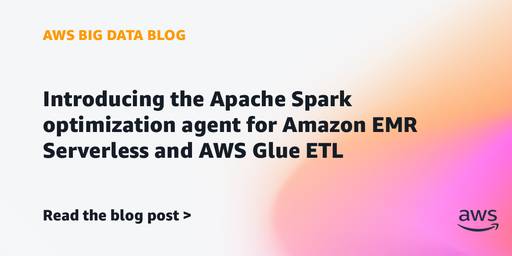 AWS BIG DATA BLOG
Introducing the Apache Spark
optimization agent for Amazon EMR
Serverless and AWS Glue ETL
Read the blog post >
aws